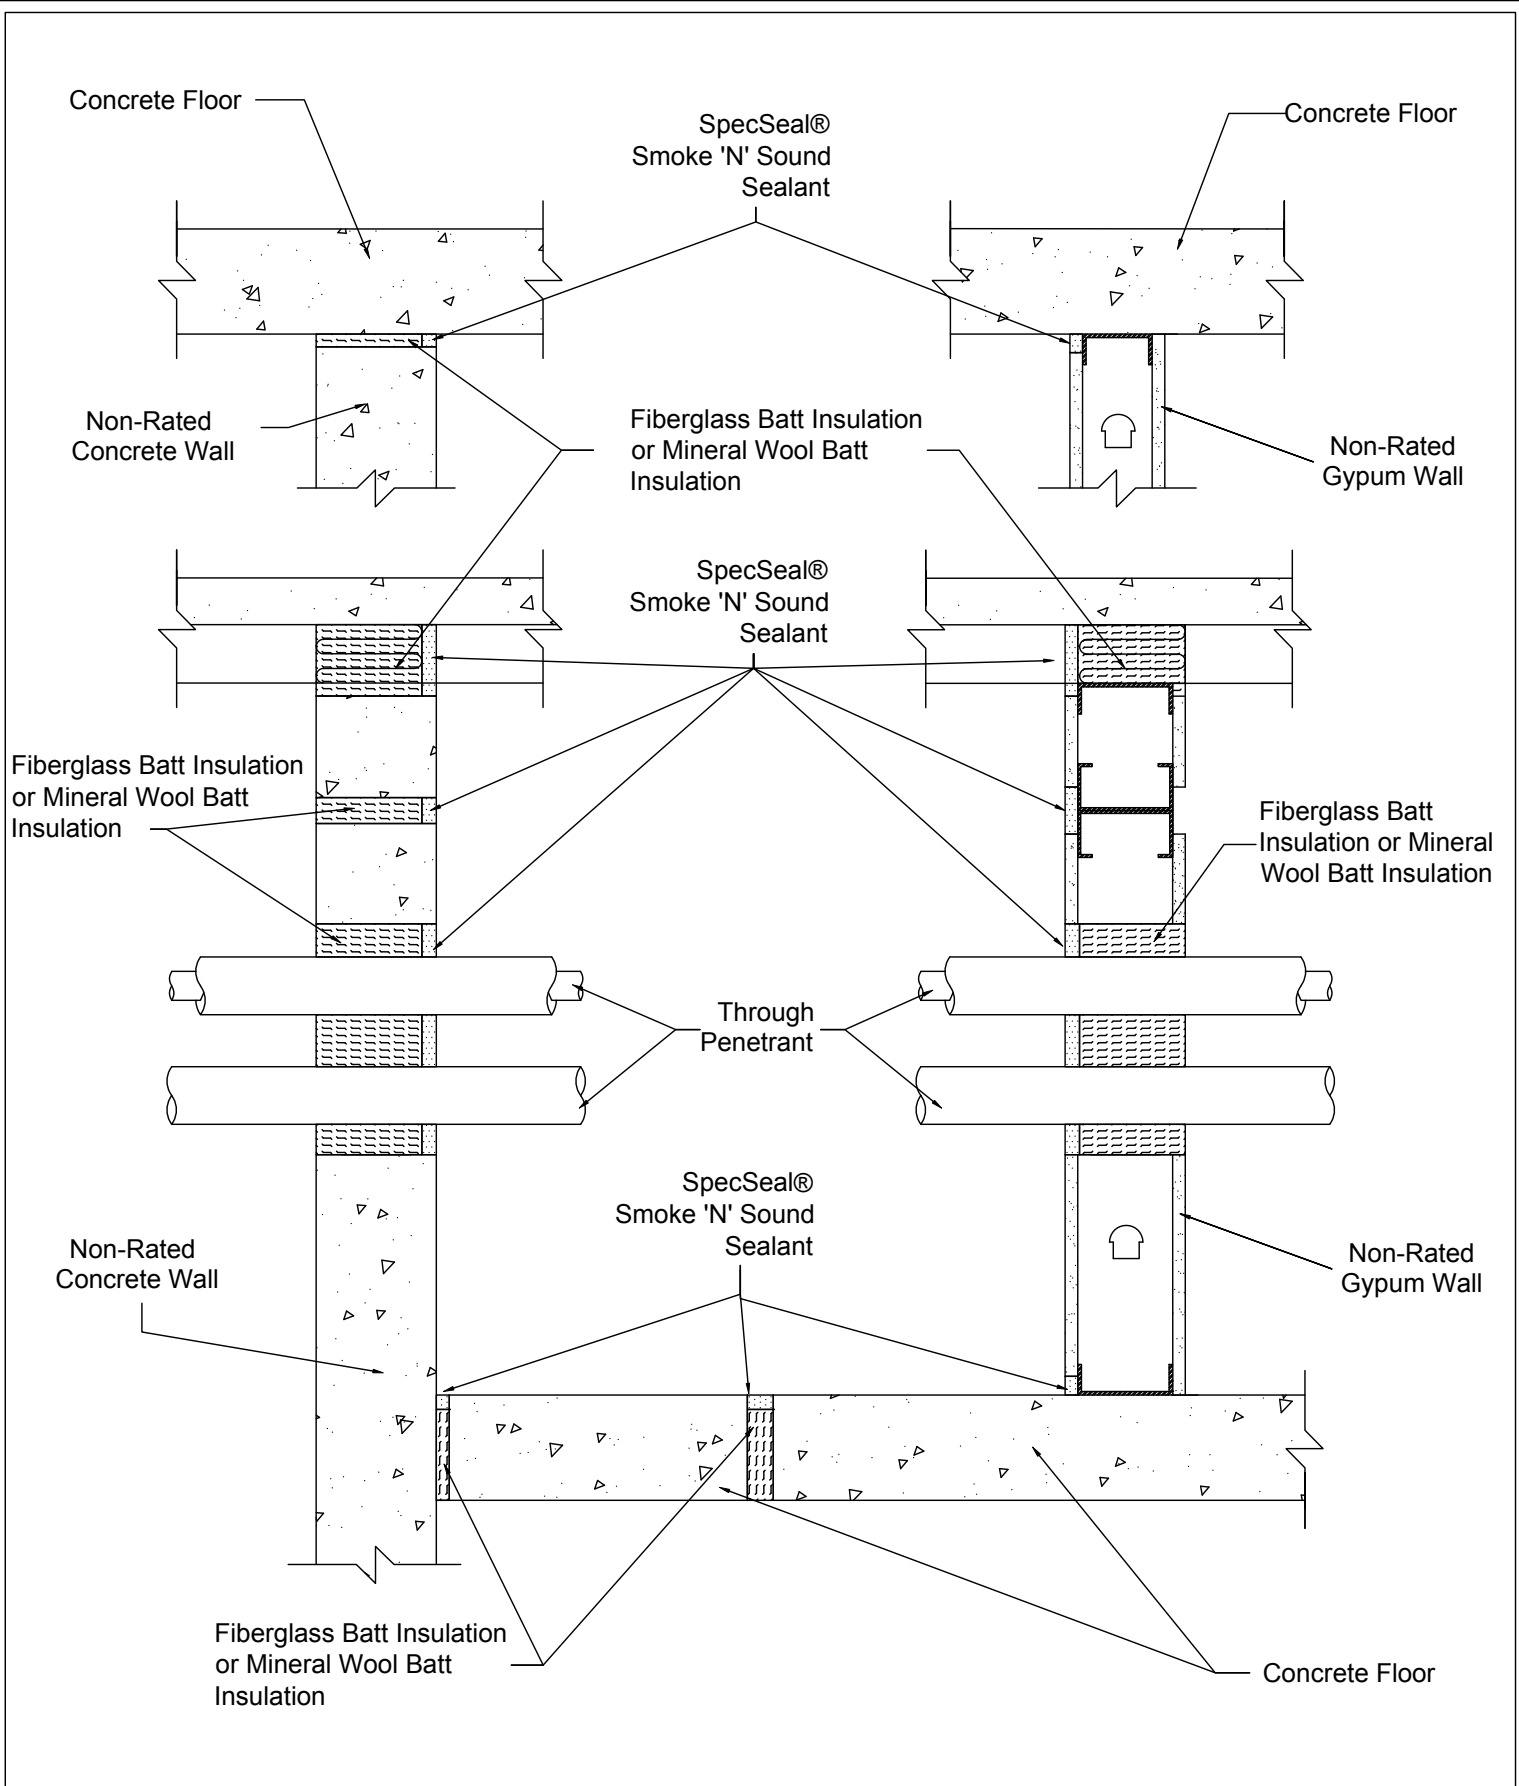 Concrete Floor
SpecSeal®
Smoke 'N' Sound
Sealant
Concrete Floor
Non-Rated
Concrete Wall
Fiberglass Batt Insulation
or Mineral Wool Batt
Insulation
Non-Rated
Gypum Wall
SpecSeal®
Smoke 'N' Sound
Sealant
Fiberglass Batt Insulation
or Mineral Wool Batt
Insulation
Fiberglass Batt
Insulation or Mineral
Wool Batt Insulation
Through
Penetrant
SpecSeal®
Smoke 'N' Sound
Sealant
Non-Rated
Concrete Wall
Non-Rated
Gypum Wall
Fiberglass Batt Insulation
or Mineral Wool Batt
Insulation
Concrete Floor